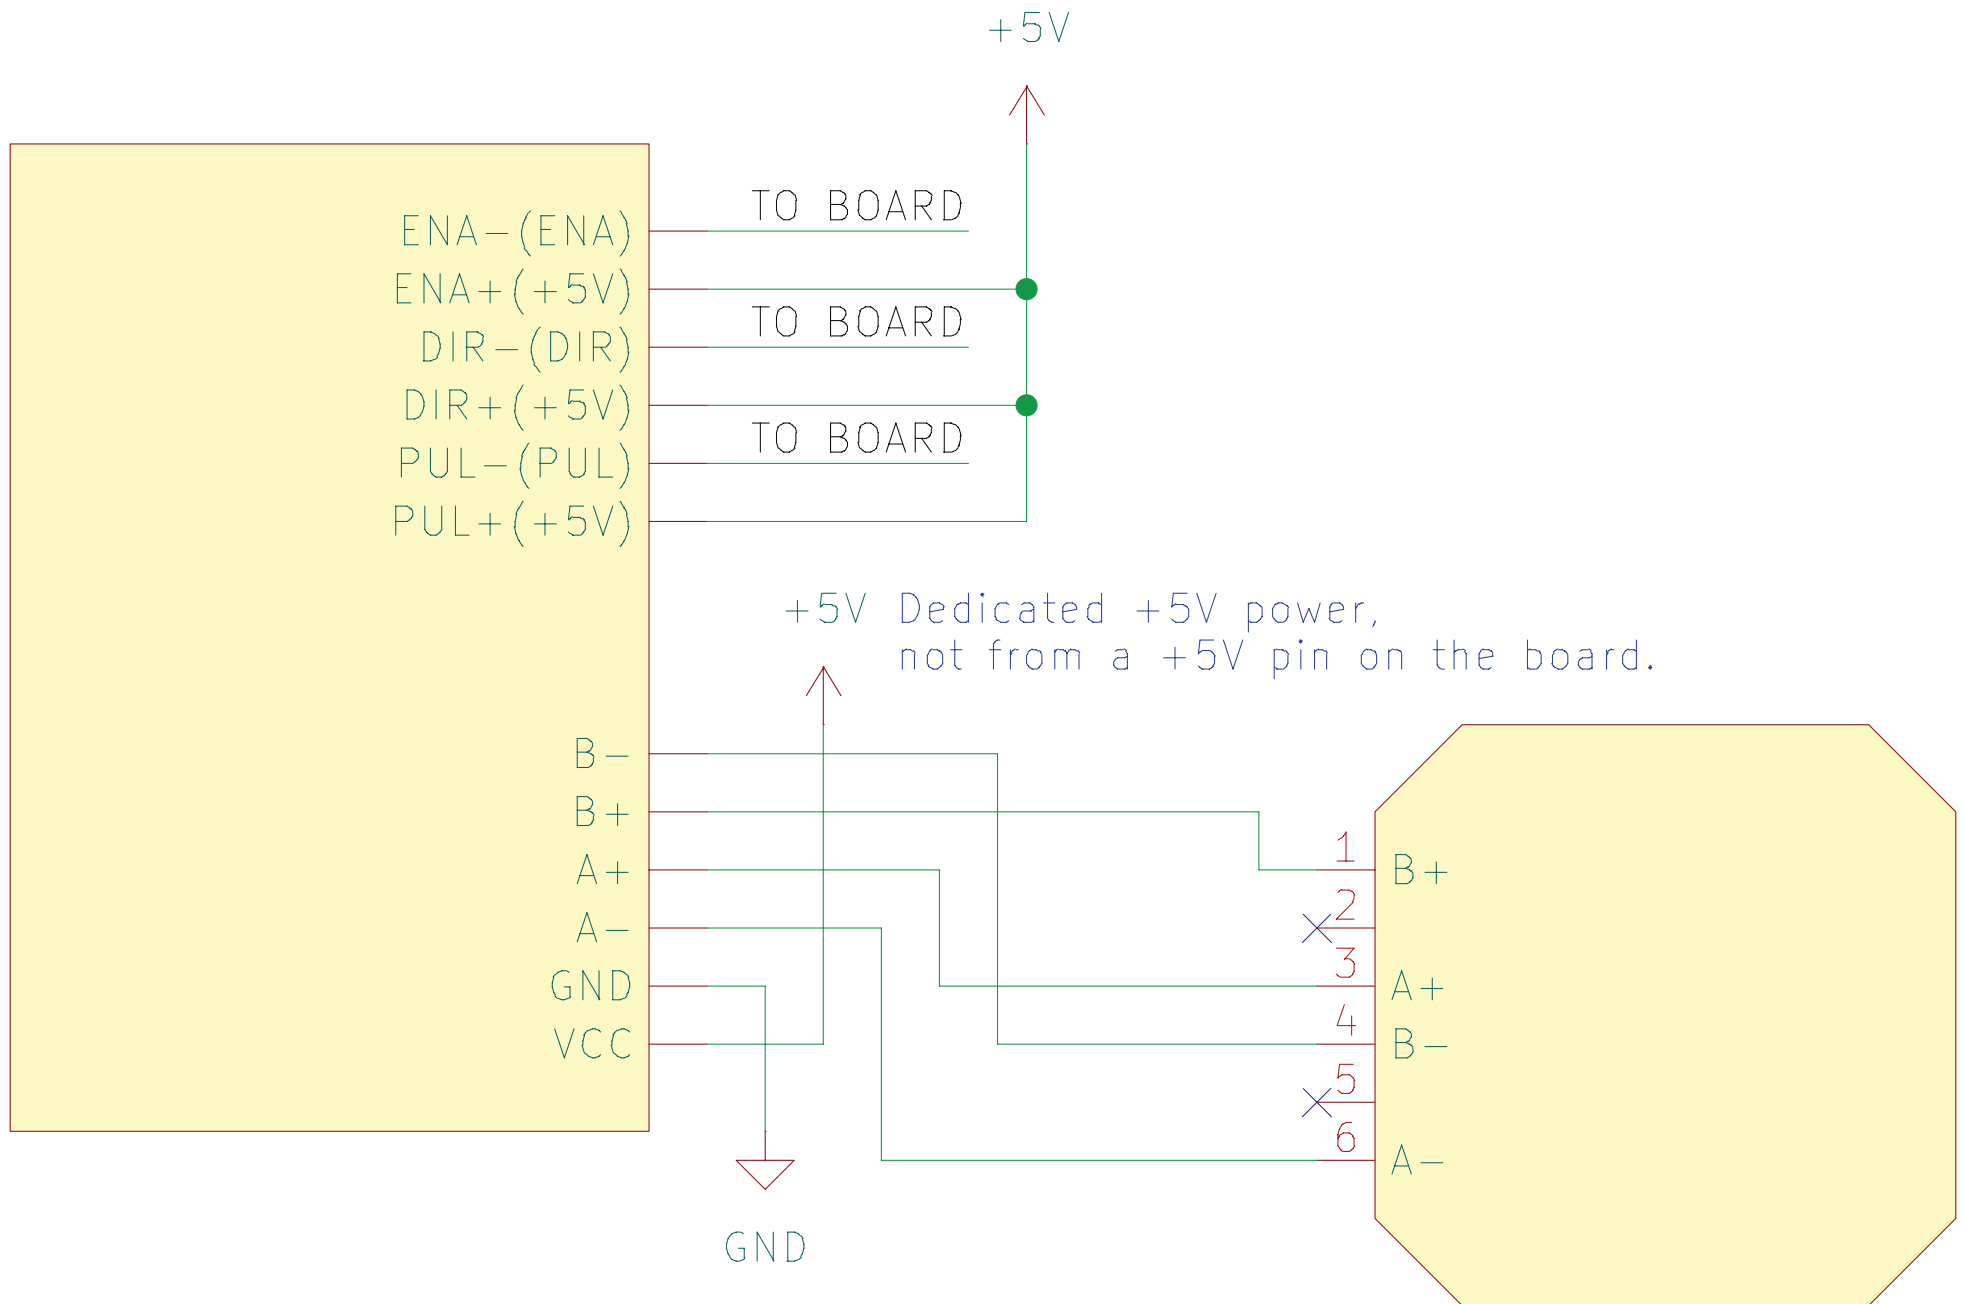 +5V
TO BOARD
ENA-(ENA)
ENA+(+5V)
TO BOARD
DIR-(DIR)
DIR+(+5V)
TO BOARD
PUL-(PUL)
PUL+(+5V)
+5V Dedicated +5V power,
not from a +5V pin on the board.
B-
B+
A+
A-
GND
VCC
GND
1
B+
2
3
A+
4
B-
5
6
A-